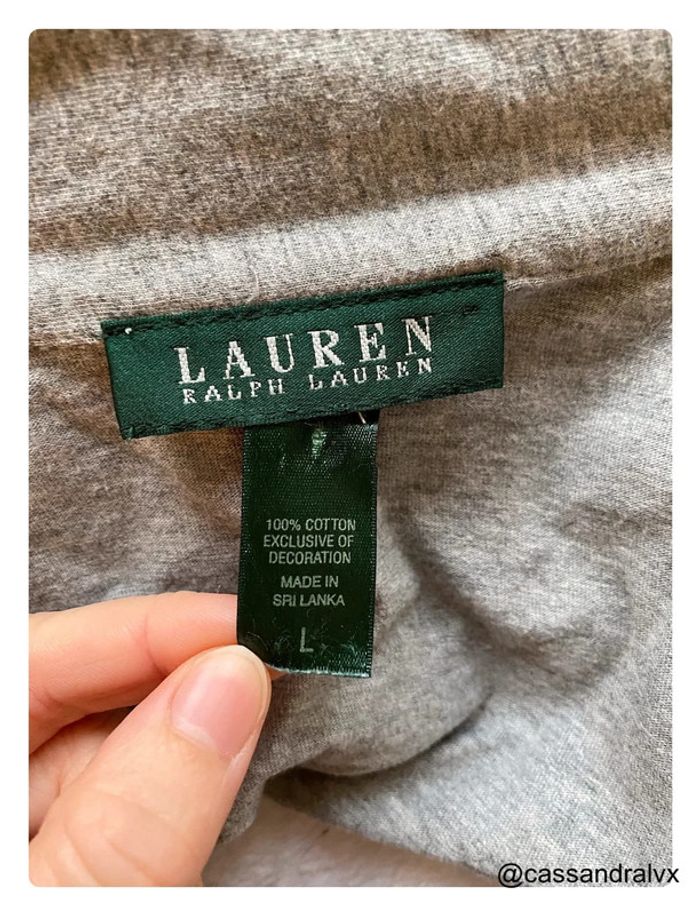 LAUREN
RALPH LAUREN
100% COTTON
EXCLUSIVE OF
DECORATION
MADE IN
SRI LANKA
L
@cassandralvx